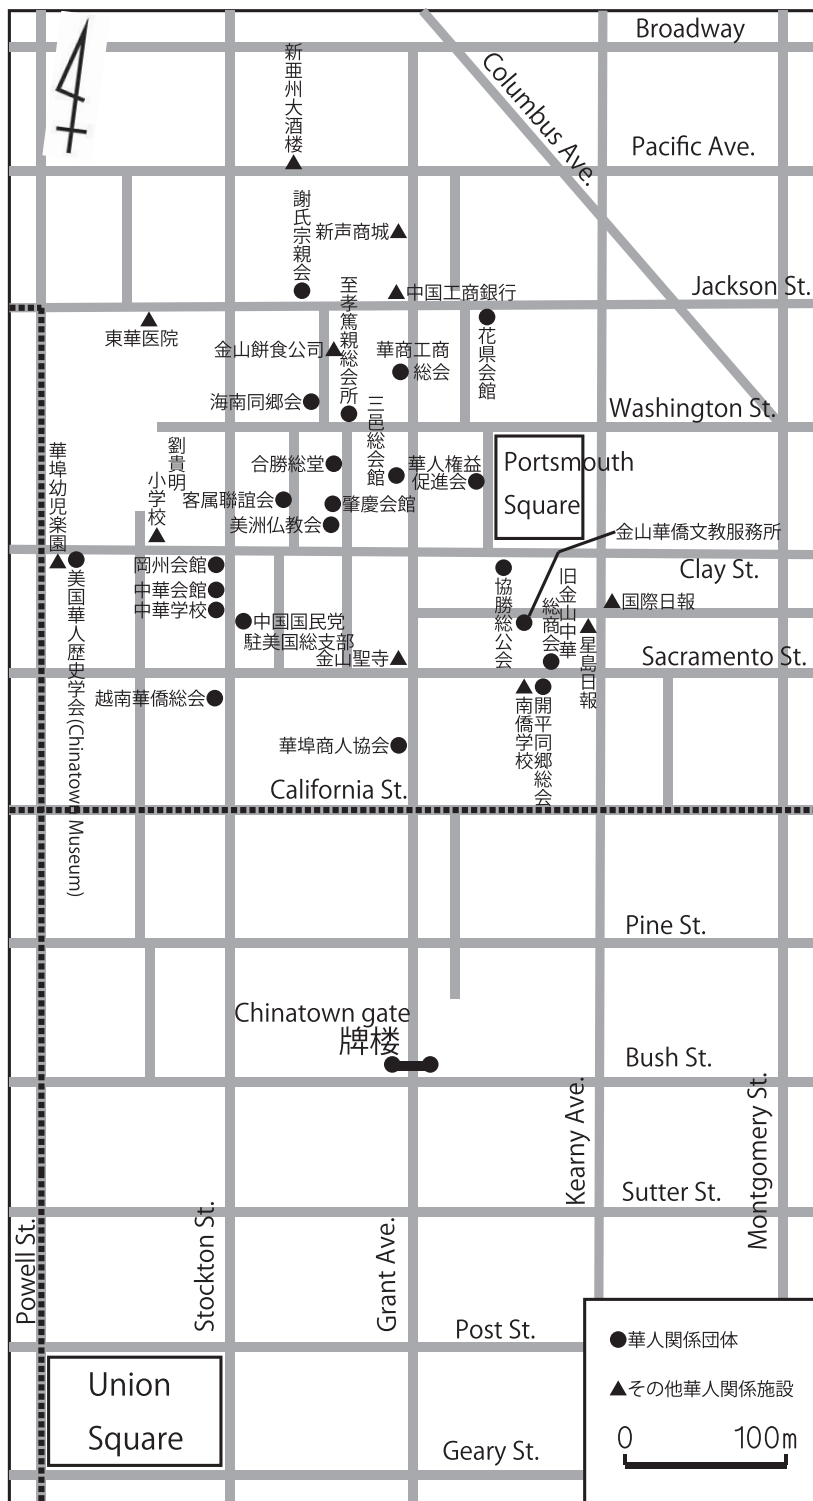 Broadway
新亜州大酒楼
Columbus Ave.
Pacific Ave.
謝氏宗親会
新声商城
Jackson St.
中国工商銀行
至孝篤親総会所
東華医院
金山餅食公司
華商工商
総会
花県会館
海南同郷会
三邑総会館
Washington St.
華埠幼児楽園
劉貴明
小学校
合勝総堂
華人権益
促進会
Portsmouth
Square
客属聯誼会
肇慶会館
美洲仏教会
金山華僑文教服務所
岡州会館
中華会館
中華学校
美国華人歴史学会(Chinatown Museum)
協勝総公会
旧金山中華
総商会
Clay St.
国際日報
中国国民党
駐美国総支部
金山聖寺
星島日報
Sacramento St.
越南華僑総会
南僑学校
開平同郷総会
華埠商人協会
California St.
Pine St.
Chinatown gate
牌楼
Bush St.
Kearny Ave.
Montgomery St.
Sutter St.
Powell St.
Stockton St.
Grant Ave.
Post St.
Union
Square
Geary St.
●華人関係団体
▲その他華人関係施設
0 100m